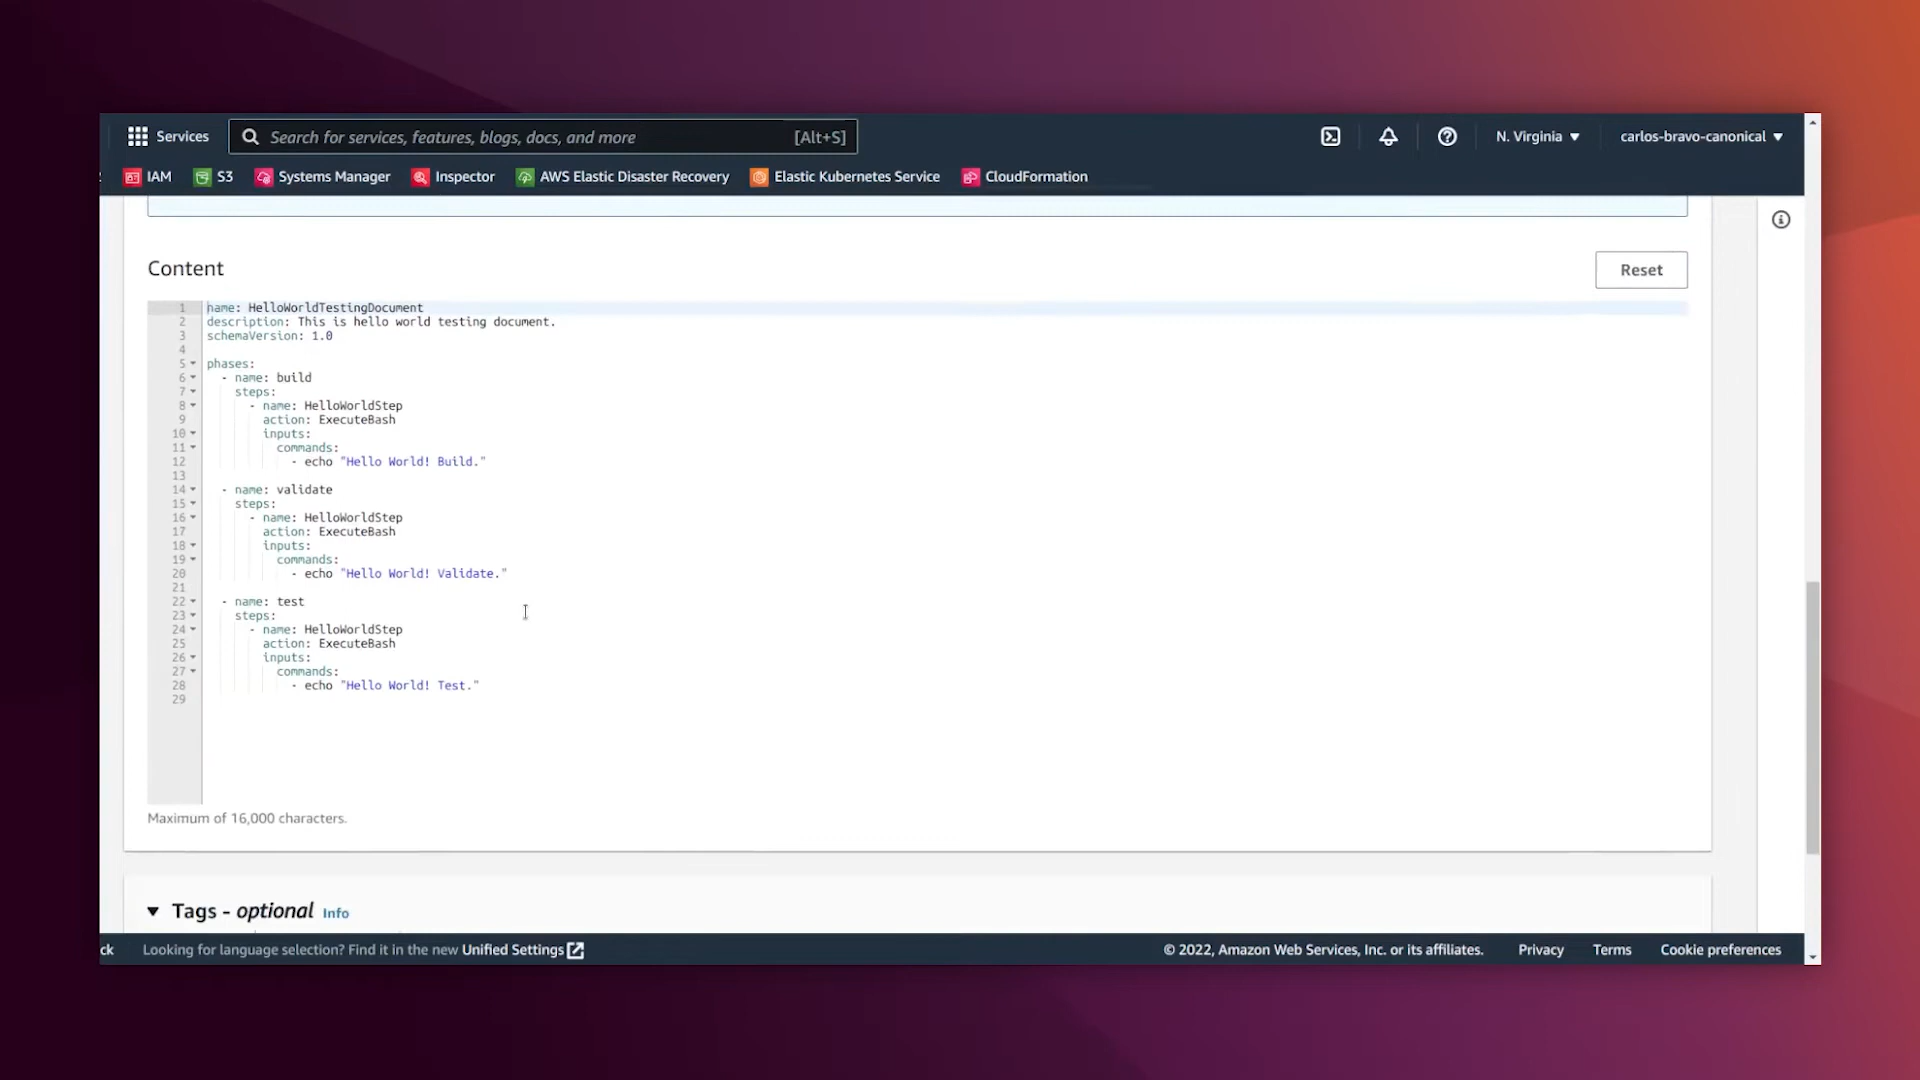 Services
Search for services, features, blogs, docs, and more [Alt+S]
N. Virginia
carlos-bravo-canonical
IAM
S3
Systems Manager
Inspector
AWS Elastic Disaster Recovery
Elastic Kubernetes Service
CloudFormation
Content
Reset
1 name: HelloWorldTestingDocument
2 description: This is hello world testing document.
3 schemaVersion: 1.0
4
5 phases:
6 - name: build
7 steps:
8 - name: HelloWorldStep
9 action: ExecuteBash
10 inputs:
11 commands:
12 - echo "Hello World! Build."
13
14 - name: validate
15 steps:
16 - name: HelloWorldStep
17 action: ExecuteBash
18 inputs:
19 commands:
20 - echo "Hello World! Validate."
21
22 - name: test
23 steps:
24 - name: HelloWorldStep
25 action: ExecuteBash
26 inputs:
27 commands:
28 - echo "Hello World! Test."
29
Maximum of 16,000 characters.
Tags - optional Info
ck
Looking for language selection? Find it in the new Unified Settings
© 2022, Amazon Web Services, Inc. or its affiliates.
Privacy
Terms
Cookie preferences